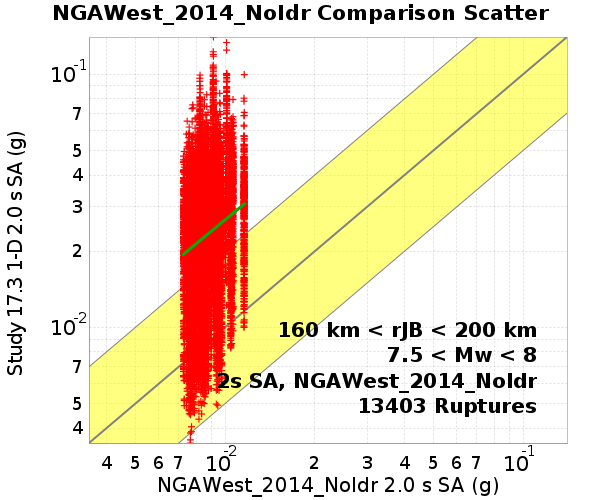 NGAWest_2014_NoIdr Comparison Scatter
10-1
7
5
4
3
2
10-2
7
5
4
Study 17.3 1-D 2.0 s SA (g)
160 km < rJB < 200 km
7.5 < Mw < 8
2s SA, NGAWest_2014_NoIdr
13403 Ruptures
4 5 6 7 10-2 2 3 4 5 6 7 10-1
NGAWest_2014_NoIdr 2.0 s SA (g)